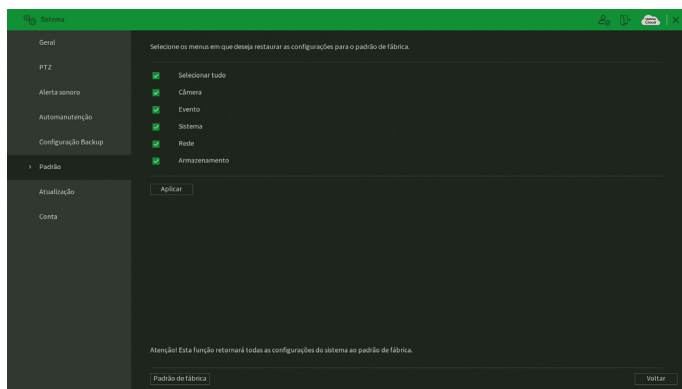 Sistema
Geral
PTZ
Alerta sonoro
Automanutenção
Configuração Backup
Padrão
Atualização
Conta
Selecione os menus em que deseja restaurar as configurações para o padrão de fábrica.
Selecionar tudo
Câmera
Evento
Sistema
Rede
Armazenamento
Aplicar
Atenção! Esta função retornará todas as configurações do sistema ao padrão de fábrica.
Padrão de fábrica
Voltar